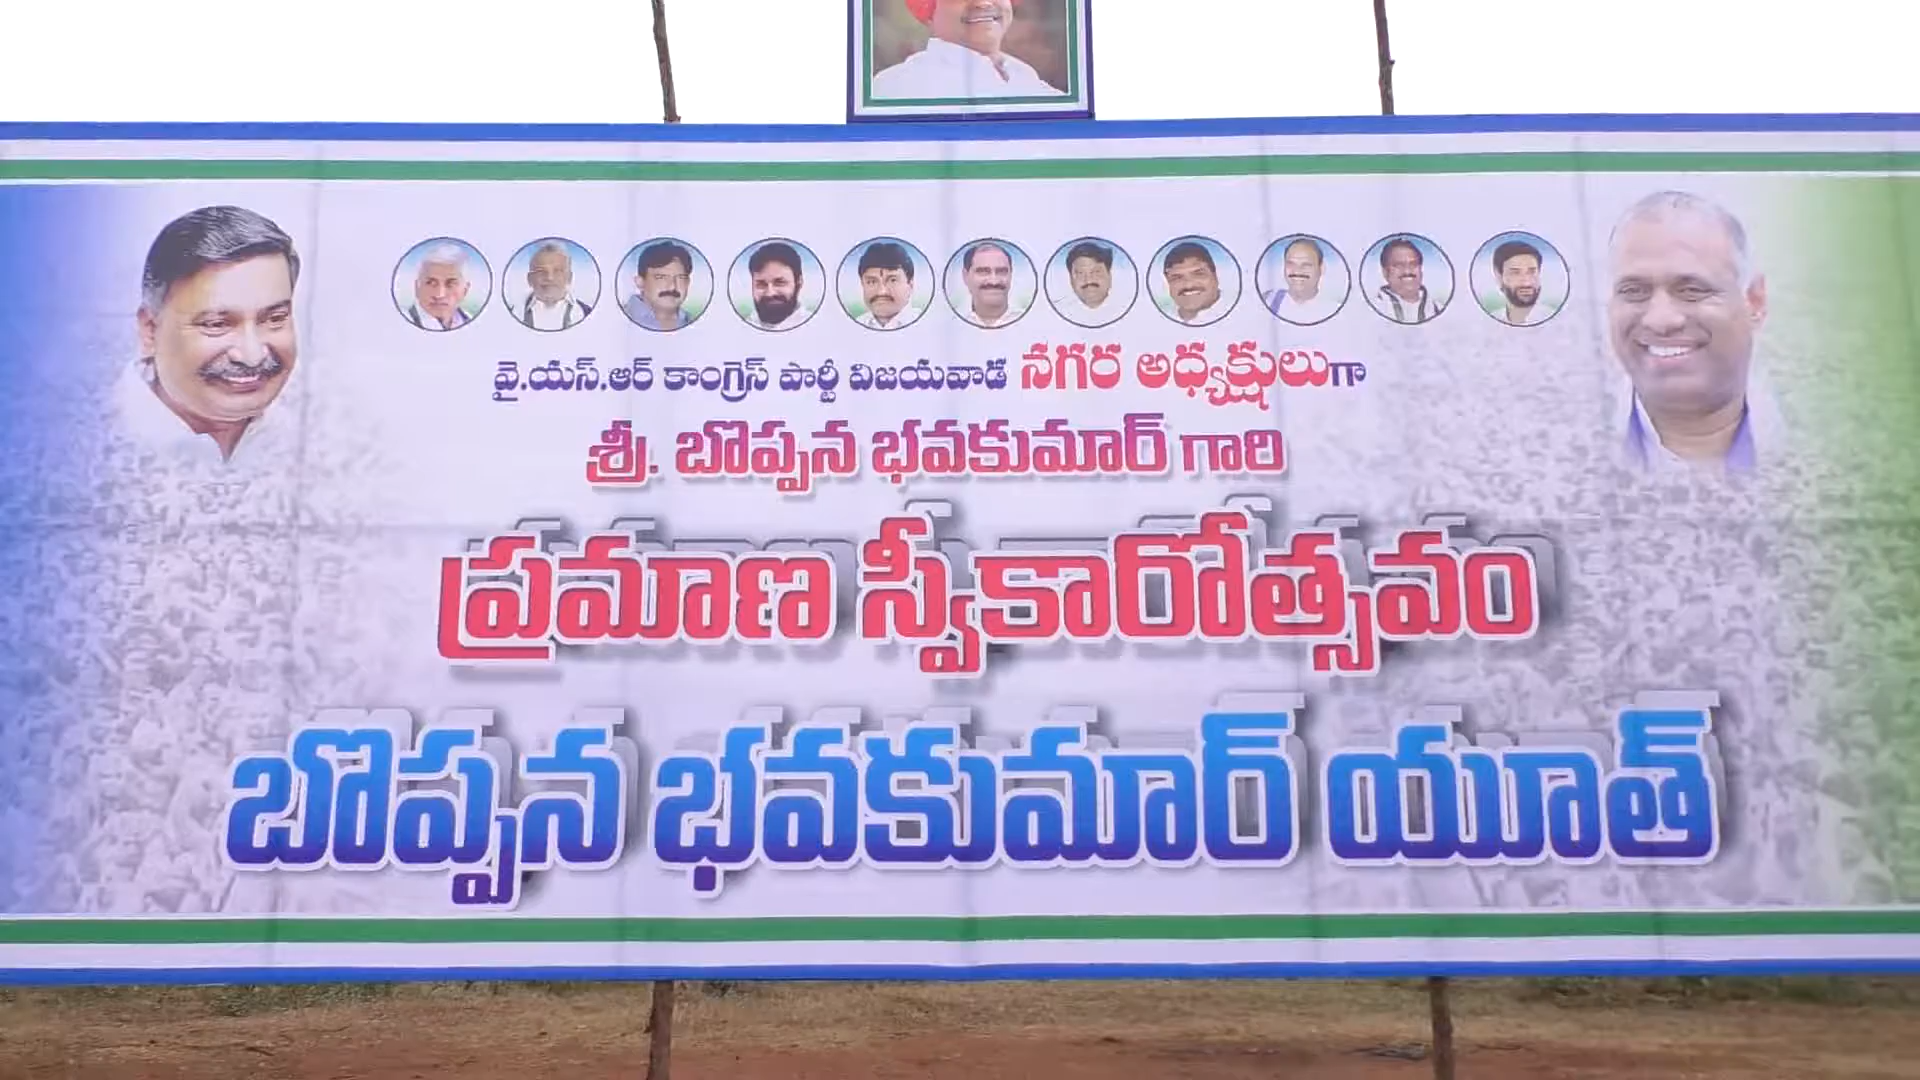 వై.యస్.ఆర్ కాంగ్రెస్ పార్టీ విజయవాడ నగర అధ్యక్షులుగా
శ్రీ. బొప్పన భవకుమార్ గారి
ప్రమాణ స్వీకారోత్సవం
బొప్పన భవకుమార్ యూత్